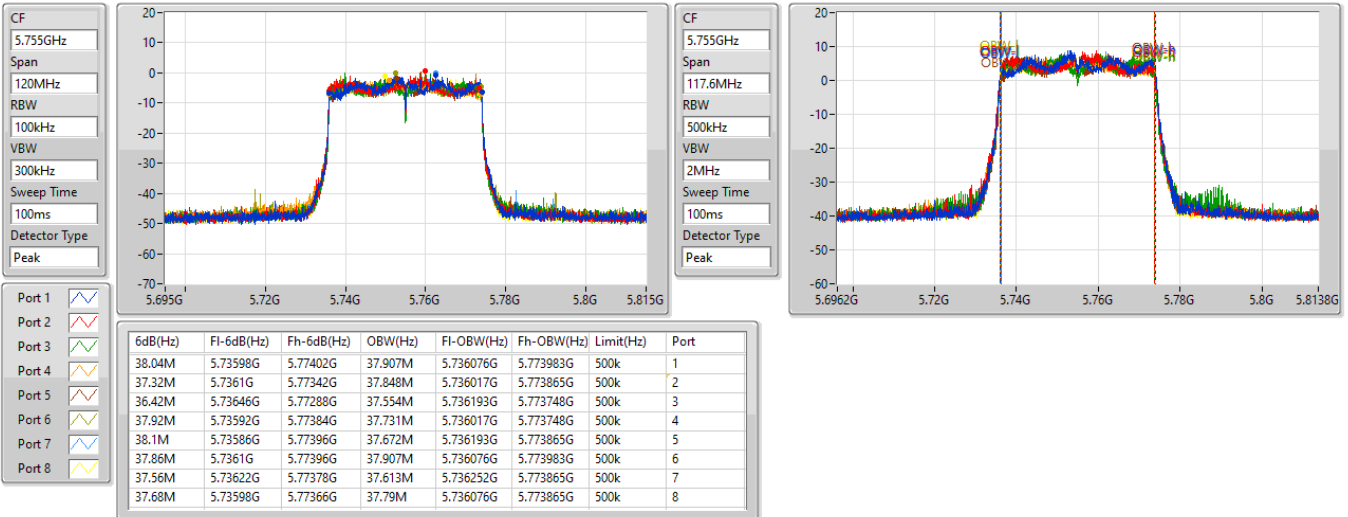 CF
5.755GHz
Span
120MHz
RBW
100kHz
VBW
300kHz
Sweep Time
100ms
Detector Type
Peak
20-
10-
0-
-10-
-20-
-30-
-40-
-50-
-60-
-70-
5.695G 5.72G 5.74G 5.76G 5.78G 5.8G 5.815G
CF
5.755GHz
Span
117.6MHz
RBW
500kHz
VBW
2MHz
Sweep Time
100ms
Detector Type
Peak
20-
10-
0-
-10-
-20-
-30-
-40-
-50-
-60-
5.6962G 5.72G 5.74G 5.76G 5.78G 5.8G 5.8138G
OBW-l
OBW-h
Port 1
Port 2
Port 3
Port 4
Port 5
Port 6
Port 7
Port 8
6dB(Hz) Fl-6dB(Hz) Fh-6dB(Hz) OBW(Hz) Fl-OBW(Hz) Fh-OBW(Hz) Limit(Hz) Port
38.04M 5.73598G 5.77402G 37.907M 5.736076G 5.773983G 500k 1
37.32M 5.7361G 5.77342G 37.848M 5.736017G 5.773865G 500k 2
36.42M 5.73646G 5.77288G 37.554M 5.736193G 5.773748G 500k 3
37.92M 5.73592G 5.77384G 37.731M 5.736017G 5.773748G 500k 4
38.1M 5.73586G 5.77396G 37.672M 5.736193G 5.773865G 500k 5
37.86M 5.7361G 5.77396G 37.907M 5.736076G 5.773983G 500k 6
37.56M 5.73622G 5.77378G 37.613M 5.736252G 5.773865G 500k 7
37.68M 5.73598G 5.77366G 37.79M 5.736076G 5.773865G 500k 8